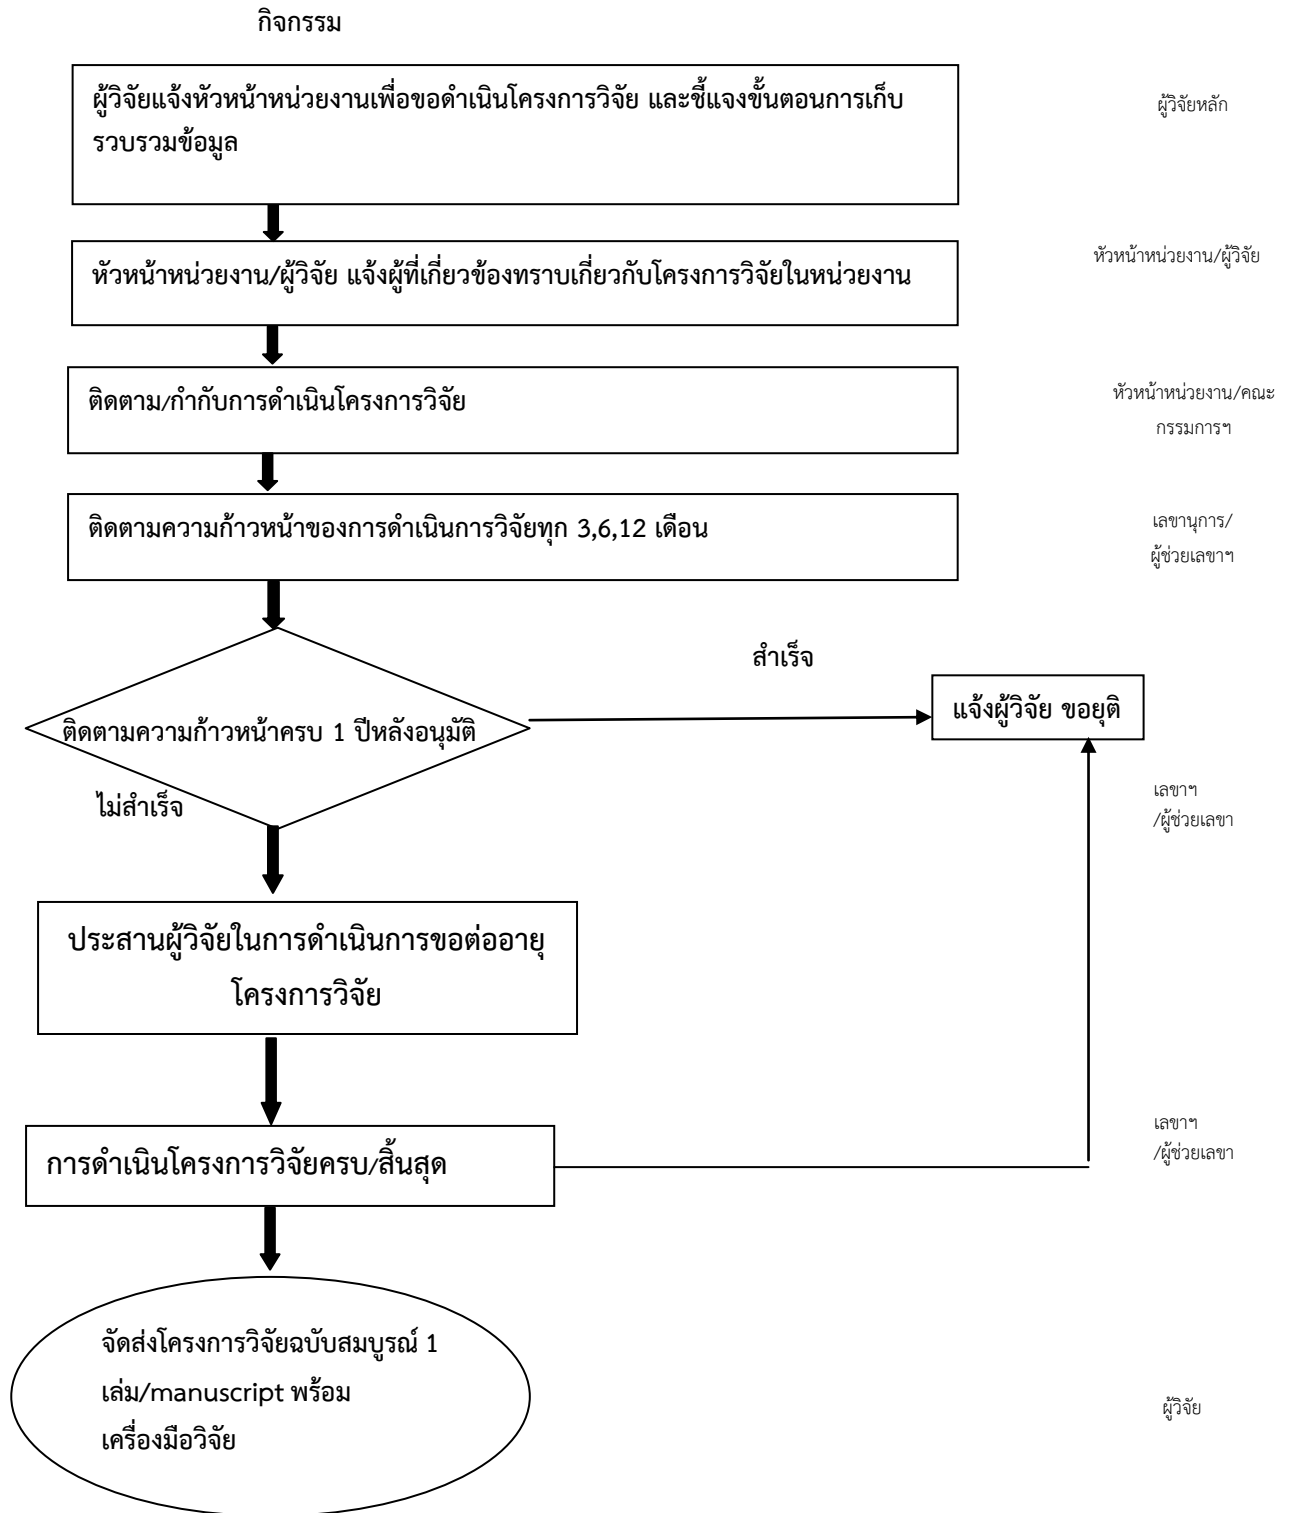 กิจกรรม
ผู้วิจัยแจ้งหัวหน้าหน่วยงานเพื่อขอดำเนินโครงการวิจัย และชี้แจงขั้นตอนการเก็บ
รวบรวมข้อมูล
ผู้วิจัยหลัก
หัวหน้าหน่วยงาน/ผู้วิจัย แจ้งผู้ที่เกี่ยวข้องทราบเกี่ยวกับโครงการวิจัยในหน่วยงาน
หัวหน้าหน่วยงาน/ผู้วิจัย
ติดตาม/กำกับการดำเนินโครงการวิจัย
หัวหน้าหน่วยงาน/คณะ
กรรมการฯ
ติดตามความก้าวหน้าของการดำเนินการวิจัยทุก 3,6,12 เดือน
เลขานุการ/
ผู้ช่วยเลขาฯ
สำเร็จ
แจ้งผู้วิจัย ขอยุติ
ติดตามความก้าวหน้าครบ 1 ปีหลังอนุมัติ
ไม่สำเร็จ
เลขาฯ
/ผู้ช่วยเลขา
ประสานผู้วิจัยในการดำเนินการขอต่ออายุ
โครงการวิจัย
การดำเนินโครงการวิจัยครบ/สิ้นสุด
เลขาฯ
/ผู้ช่วยเลขา
จัดส่งโครงการวิจัยฉบับสมบูรณ์ 1
เล่ม/manuscript พร้อม
เครื่องมือวิจัย
ผู้วิจัย